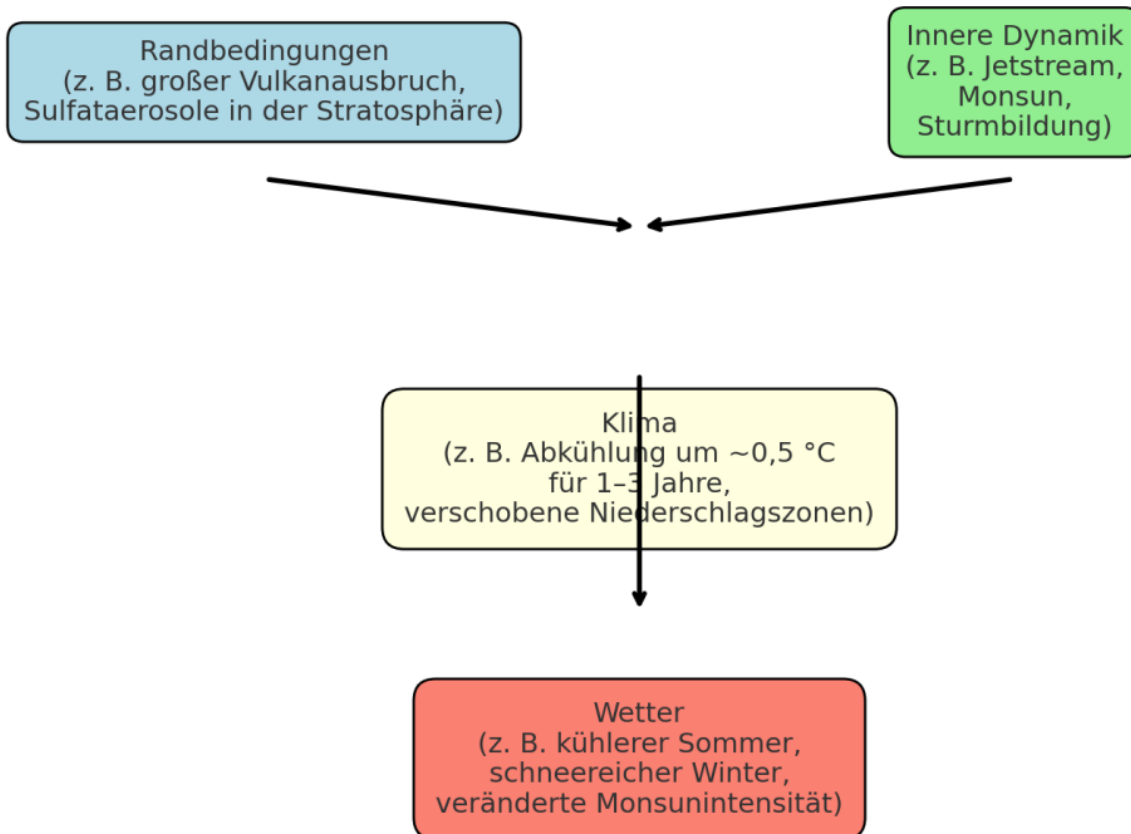 Randbedingungen
(z. B. großer Vulkanausbruch,
Sulfataerosole in der Stratosphäre)
Innere Dynamik
(z. B. Jetstream,
Monsun,
Sturmbildung)
Klima
(z. B. Abkühlung um ~0,5 °C
für 1–3 Jahre,
verschobene Niederschlagszonen)
Wetter
(z. B. kühlerer Sommer,
schneereicher Winter,
veränderte Monsunintensität)